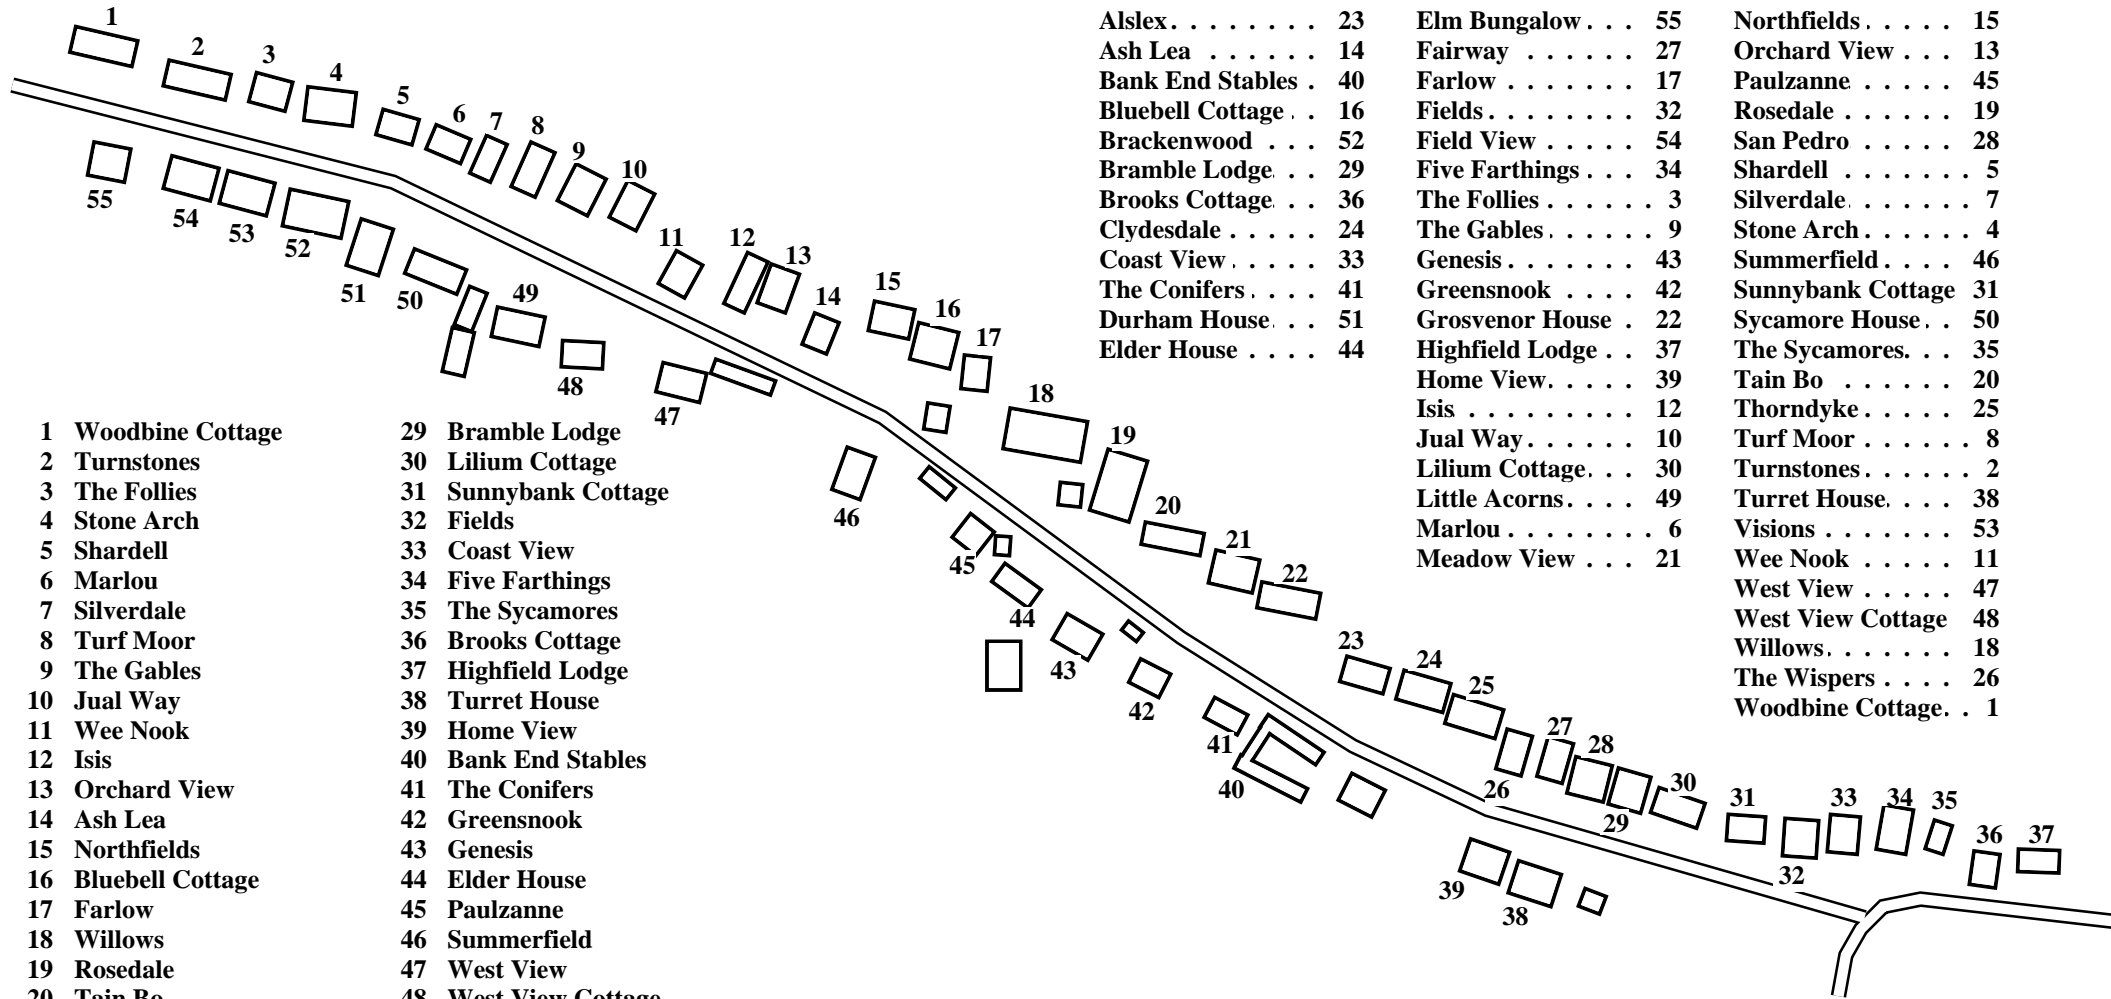 1
2
3
4
5
6
7
8
9
10
11
12
13
14
15
16
17
18
19
20
21
22
23
24
25
26
27
28
29
30
31
32
33
34
35
36
37
38
39
40
41
42
43
44
45
46
47
48
49
50
51
52
53
54
55
Alslex . . . . . . . . 23
Ash Lea . . . . . . 14
Bank End Stables . 40
Bluebell Cottage . . 16
Brackenwood . . . 52
Bramble Lodge. . . 29
Brooks Cottage. . . 36
Clydesdale . . . . . 24
Coast View . . . . . 33
The Conifers . . . . 41
Durham House. . . 51
Elder House . . . . 44
Elm Bungalow . . . 55
Fairway . . . . . . 27
Farlow . . . . . . . 17
Fields . . . . . . . . 32
Field View . . . . . 54
Five Farthings . . . 34
The Follies . . . . . . 3
The Gables . . . . . . 9
Genesis . . . . . . . 43
Greensnook . . . . 42
Grosvenor House . 22
Highfield Lodge . . 37
Home View. . . . . 39
Isis . . . . . . . . . 12
Jual Way . . . . . . 10
Lilium Cottage. . . 30
Little Acorns . . . . 49
Marlou . . . . . . . . 6
Meadow View . . . 21
Northfields . . . . . 15
Orchard View . . . 13
Paulzanne . . . . . 45
Rosedale . . . . . . 19
San Pedro . . . . . 28
Shardell . . . . . . . 5
Silverdale . . . . . . . 7
Stone Arch . . . . . . 4
Summerfield . . . . 46
Sunnybank Cottage 31
Sycamore House . . 50
The Sycamores. . . 35
Tain Bo . . . . . . 20
Thorndyke . . . . . 25
Turf Moor . . . . . . 8
Turnstones . . . . . . 2
Turret House. . . . 38
Visions . . . . . . . 53
Wee Nook . . . . . 11
West View . . . . . 47
West View Cottage 48
Willows . . . . . . . 18
The Wispers . . . . 26
Woodbine Cottage. . 1
1 Woodbine Cottage
2 Turnstones
3 The Follies
4 Stone Arch
5 Shardell
6 Marlou
7 Silverdale
8 Turf Moor
9 The Gables
10 Jual Way
11 Wee Nook
12 Isis
13 Orchard View
14 Ash Lea
15 Northfields
16 Bluebell Cottage
17 Farlow
18 Willows
19 Rosedale
20 Tain Bo
29 Bramble Lodge
30 Lilium Cottage
31 Sunnybank Cottage
32 Fields
33 Coast View
34 Five Farthings
35 The Sycamores
36 Brooks Cottage
37 Highfield Lodge
38 Turret House
39 Home View
40 Bank End Stables
41 The Conifers
42 Greensnook
43 Genesis
44 Elder House
45 Paulzanne
46 Summerfield
47 West View
48 West View Cottage